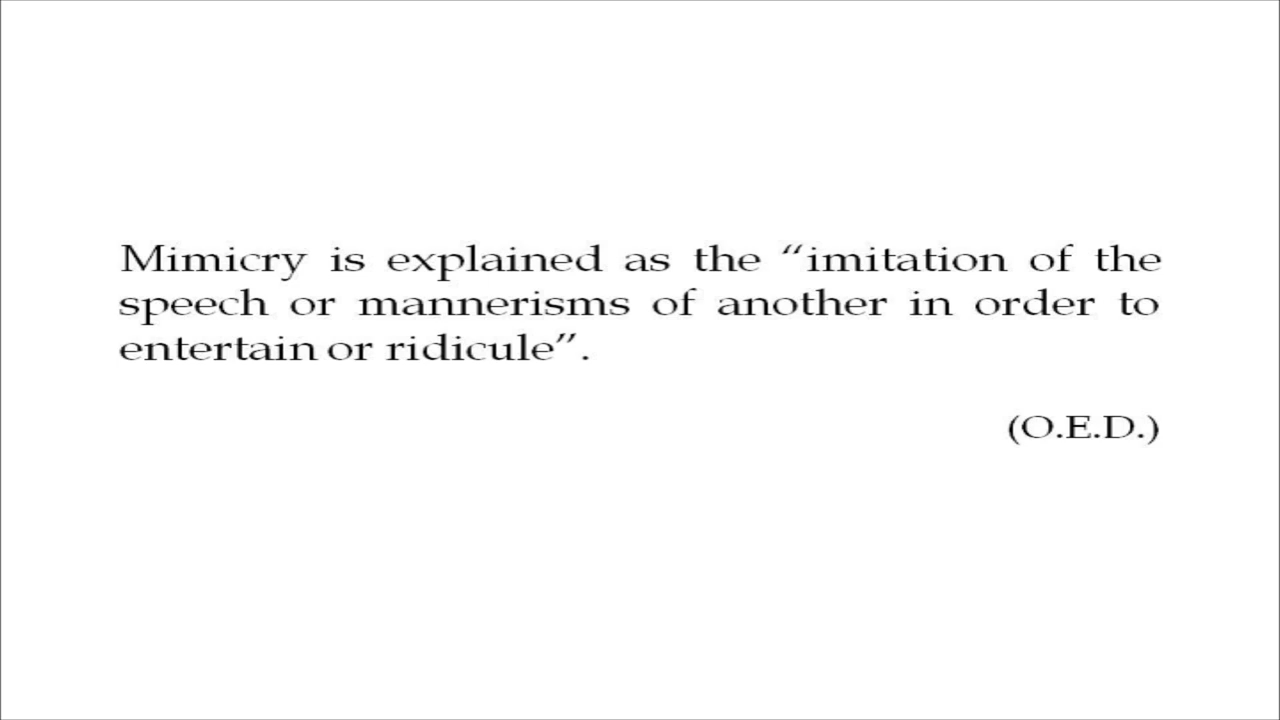 Mimicry is explained as the “imitation of the
speech or mannerisms of another in order to
entertain or ridicule”.
(O.E.D.)